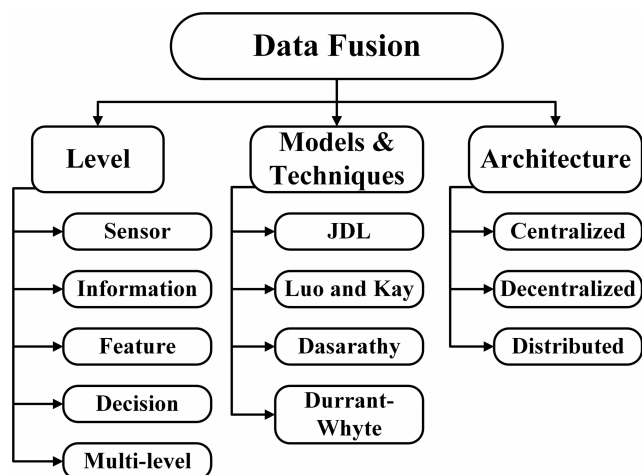 Data Fusion
Level
Sensor
Information
Feature
Decision
Multi-level
Models &
Techniques
JDL
Luo and Kay
Dasarathy
Durrant-
Whyte
Architecture
Centralized
Decentralized
Distributed